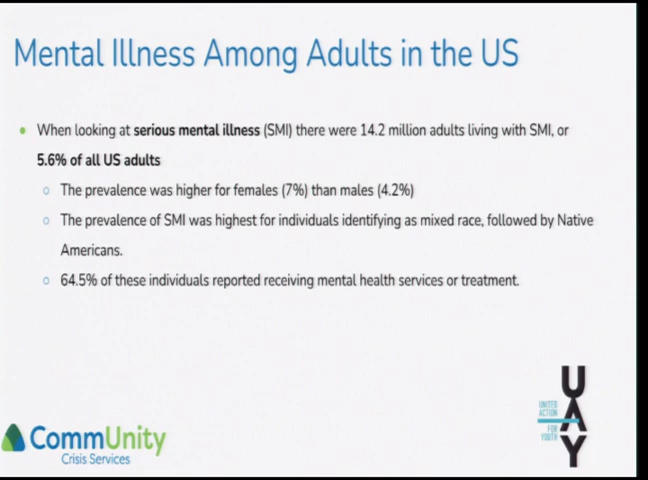 Mental Illness Among Adults in the US
• When looking at serious mental illness (SMI) there were 14.2 million adults living with SMI, or
5.6% of all US adults
○ The prevalence was higher for females (7%) than males (4.2%)
○ The prevalence of SMI was highest for individuals identifying as mixed race, followed by Native
Americans.
○ 64.5% of these individuals reported receiving mental health services or treatment.
CommUnity
Crisis Services
UNITED
ACTION
FOR
YOUTH
UAY